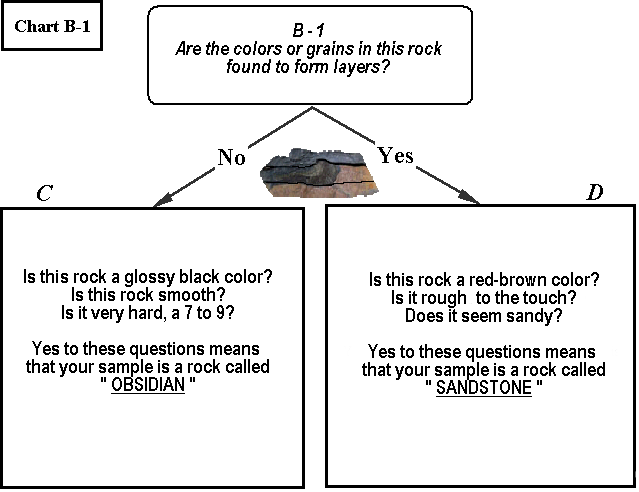 Chart B-1
B - 1
Are the colors or grains in this rock
found to form layers?
No
Yes
C
D
Is this rock a glossy black color?
Is this rock smooth?
Is it very hard, a 7 to 9?
Yes to these questions means
that your sample is a rock called
" OBSIDIAN "
Is this rock a red-brown color?
Is it rough  to the touch?
Does it seem sandy?
Yes to these questions means
that your sample is a rock called
" SANDSTONE "